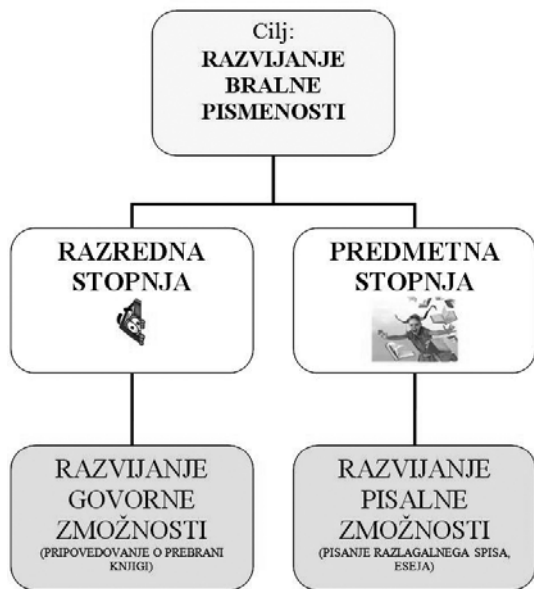 Cilj:
RAZVIJANJE
BRALNE
PISMENOSTI
RAZREDNA
STOPNJA
PREDMETNA
STOPNJA
RAZVIJANJE
GOVORNE
ZMOŽNOSTI
(PRIPOVEDOVANJE O PREBRANI
KNJIGI)
RAZVIJANJE
PISALNE
ZMOŽNOSTI
(PISANJE RAZLAGALNEGA SPISA,
ESEJA)